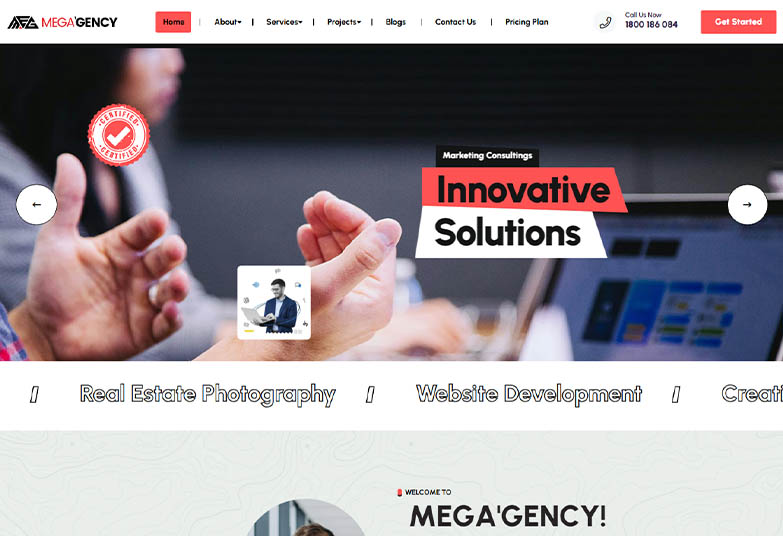 MEGA'GENCY
Home
About
Services
Projects
Blogs
Contact Us
Pricing Plan
Call Us Now
1800 186 084
Get Started
CERTIFIED
CERTIFIED
Marketing Consultings
Innovative
Solutions
Real Estate Photography
Website Development
Creati
WELCOME TO
MEGA'GENCY!